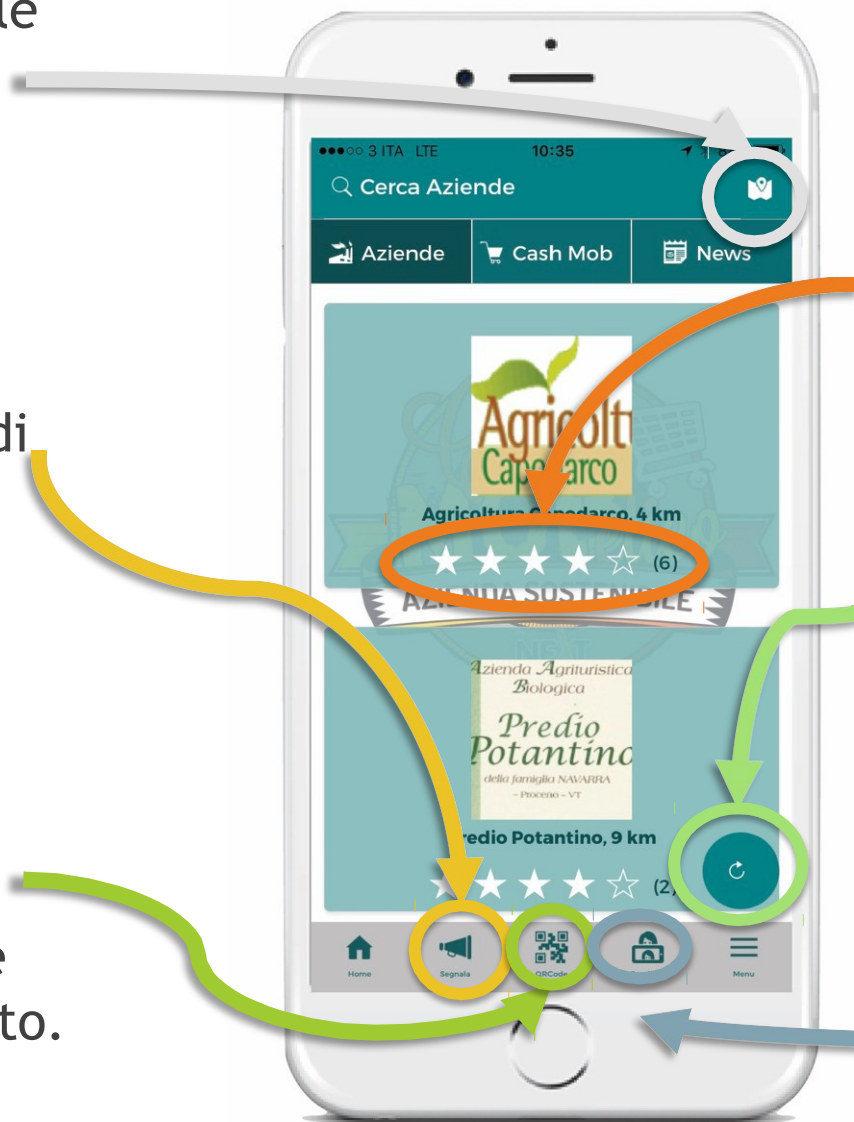 le
3 ITA LTE 10:35
Cerca Aziende
Aziende Cash Mob News
di
Agricoltu
Capodarco
Agricoltura Capodarco, 4 km
(6)
AZIENDA SOSTENIBILE
NEXT
Azienda Agrituristica
Biologica
Predio
Potantino
della famiglia NAVARRA
- Proceno - VT
Predio Potantino, 9 km
(2)
e
to.
Home Segnala QRCode Menu